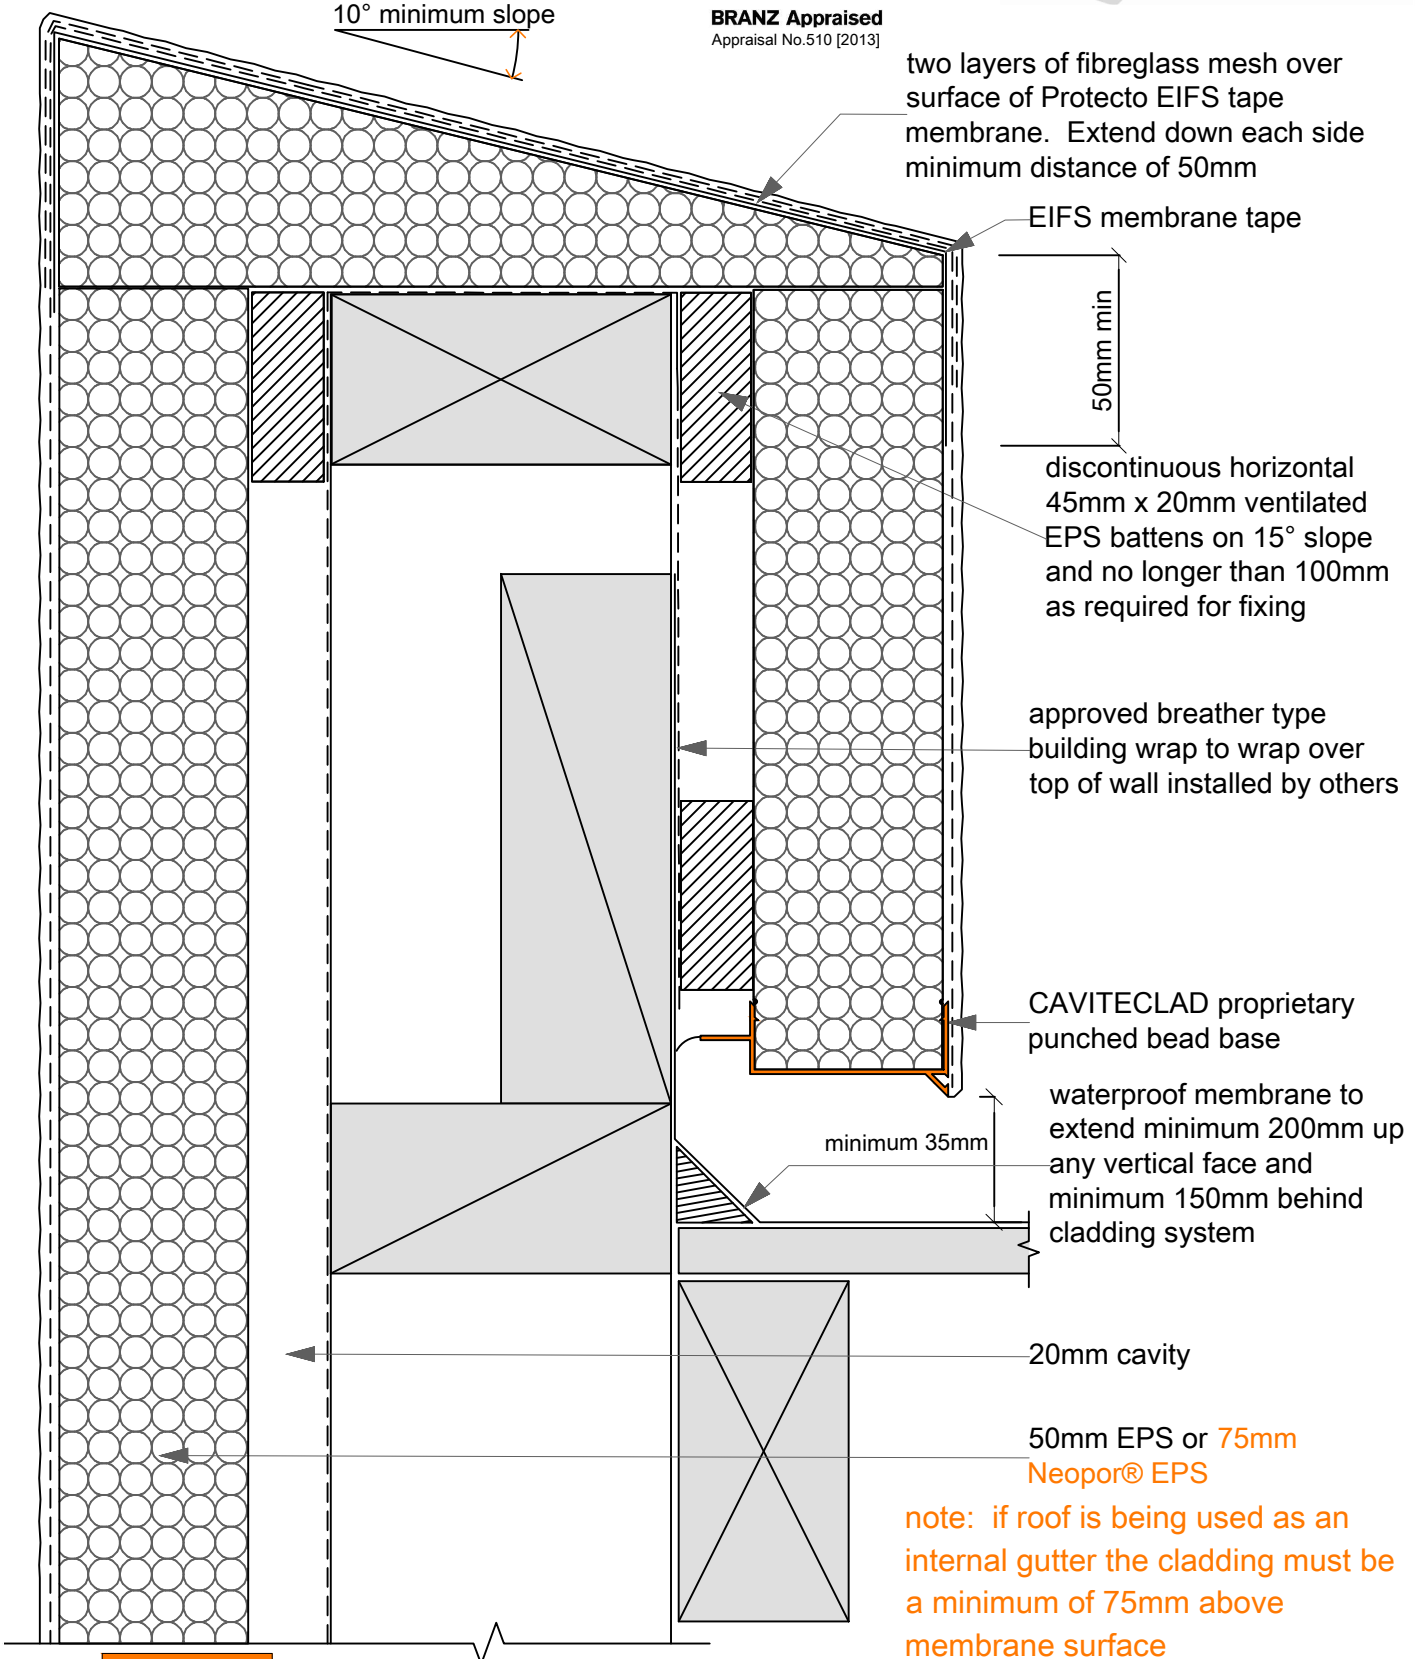 10° minimum slope
BRANZ Appraised
Appraisal No.510 [2013]
two layers of fibreglass mesh over
surface of Protecto EIFS tape
membrane. Extend down each side
minimum distance of 50mm
EIFS membrane tape
50mm min
discontinuous horizontal
45mm x 20mm ventilated
EPS battens on 15° slope
and no longer than 100mm
as required for fixing
approved breather type
building wrap to wrap over
top of wall installed by others
CAVITECLAD proprietary
punched bead base
waterproof membrane to
extend minimum 200mm up
any vertical face and
minimum 150mm behind
cladding system
minimum 35mm
20mm cavity
50mm EPS or 75mm
Neopor® EPS
note: if roof is being used as an
internal gutter the cladding must be
a minimum of 75mm above
membrane surface